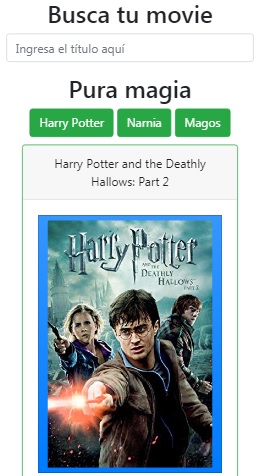 Busca tu movie
Ingresa el título aquí
Pura magia
Harry Potter Narnia Magos
Harry Potter and the Deathly
Hallows: Part 2
Harry Potter
AND THE
DEATHLY
HALLOWS
PART 2